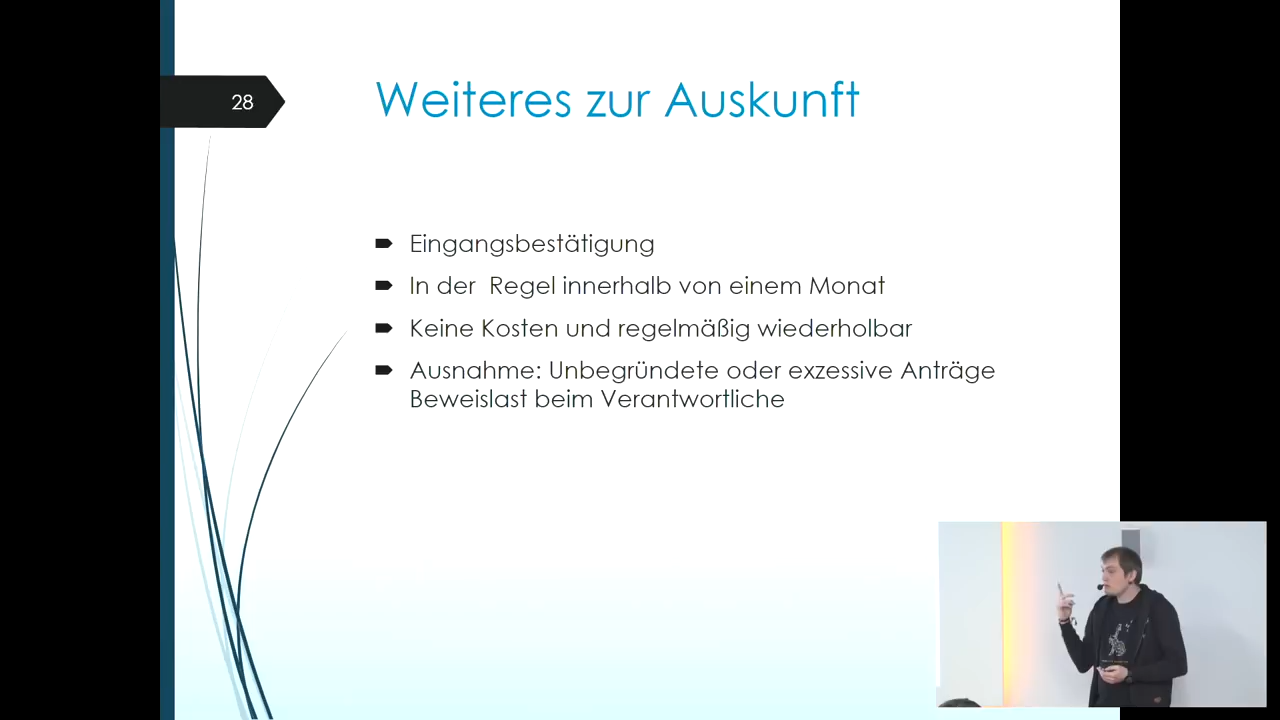 28
Weiteres zur Auskunft
Eingangsbestätigung
In der  Regel innerhalb von einem Monat
Keine Kosten und regelmäßig wiederholbar
Ausnahme: Unbegründete oder exzessive Anträge
Beweislast beim Verantwortliche